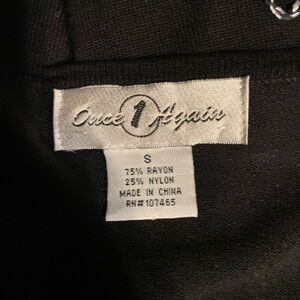 Once 1 Again
S
75% RAYON
25% NYLON
MADE IN CHINA
RN#107465